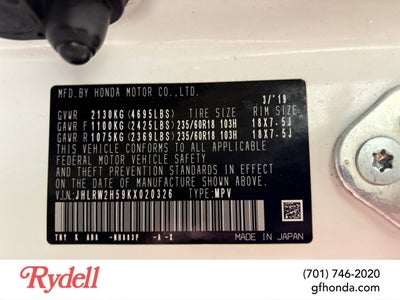 MFD.BY HONDA MOTOR CO.,LTD.
3/'19
GVWR 2130KG(4695LBS) TIRE SIZE RIM SIZE
GAWR F 1100KG(2425LBS) 235/60R18 103H 18X7.5J
GAWR R 1075KG(2369LBS) 235/60R18 103H 18X7.5J
THIS VEHICLE CONFORMS TO ALL APPLICABLE
FEDERAL MOTOR VEHICLE SAFETY
AND THEFT PREVENTION STANDARDS IN EFFECT
ON THE DATE OF MANUFACTURE SHOWN ABOVE.
V.I.N:JHLRW2H59KX020326 TYPE:MPV
-A-X
MADE IN JAPAN
Rydell
(701) 746-2020
gfhonda.com